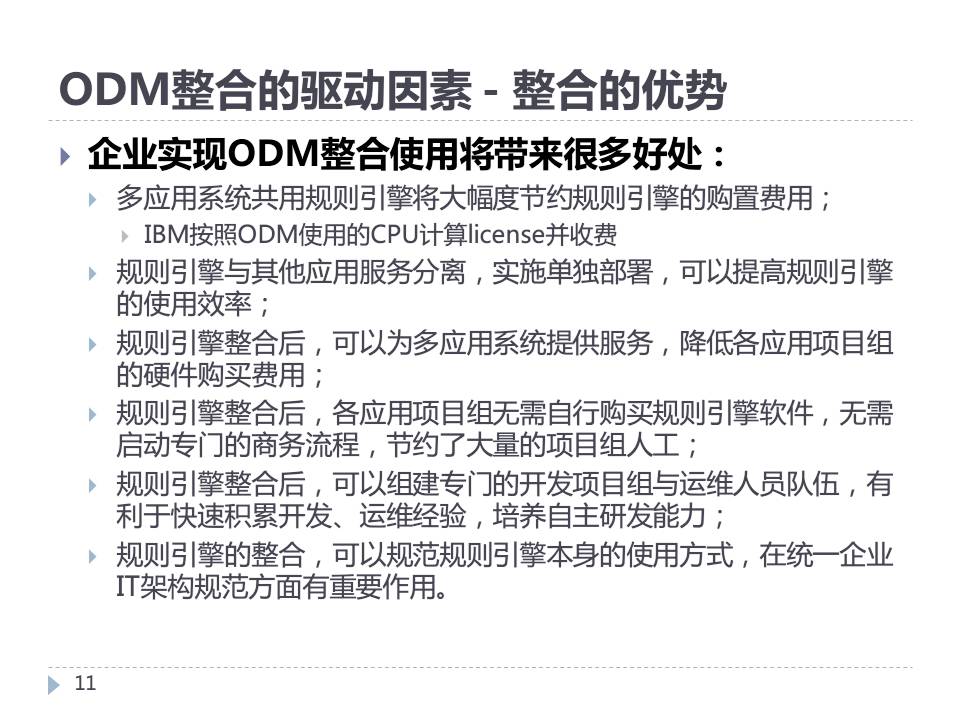 ODM整合的驱动因素 - 整合的优势
企业实现ODM整合使用将带来很多好处：
多应用系统共用规则引擎将大幅度节约规则引擎的购置费用；
IBM按照ODM使用的CPU计算license并收费
规则引擎与其他应用服务分离，实施单独部署，可以提高规则引擎
的使用效率；
规则引擎整合后，可以为多应用系统提供服务，降低各应用项目组
的硬件购买费用；
规则引擎整合后，各应用项目组无需自行购买规则引擎软件，无需
启动专门的商务流程，节约了大量的项目组人工；
规则引擎整合后，可以组建专门的开发项目组与运维人员队伍，有
利于快速积累开发、运维经验，培养自主研发能力；
规则引擎的整合，可以规范规则引擎本身的使用方式，在统一企业
IT架构规范方面有重要作用。
11